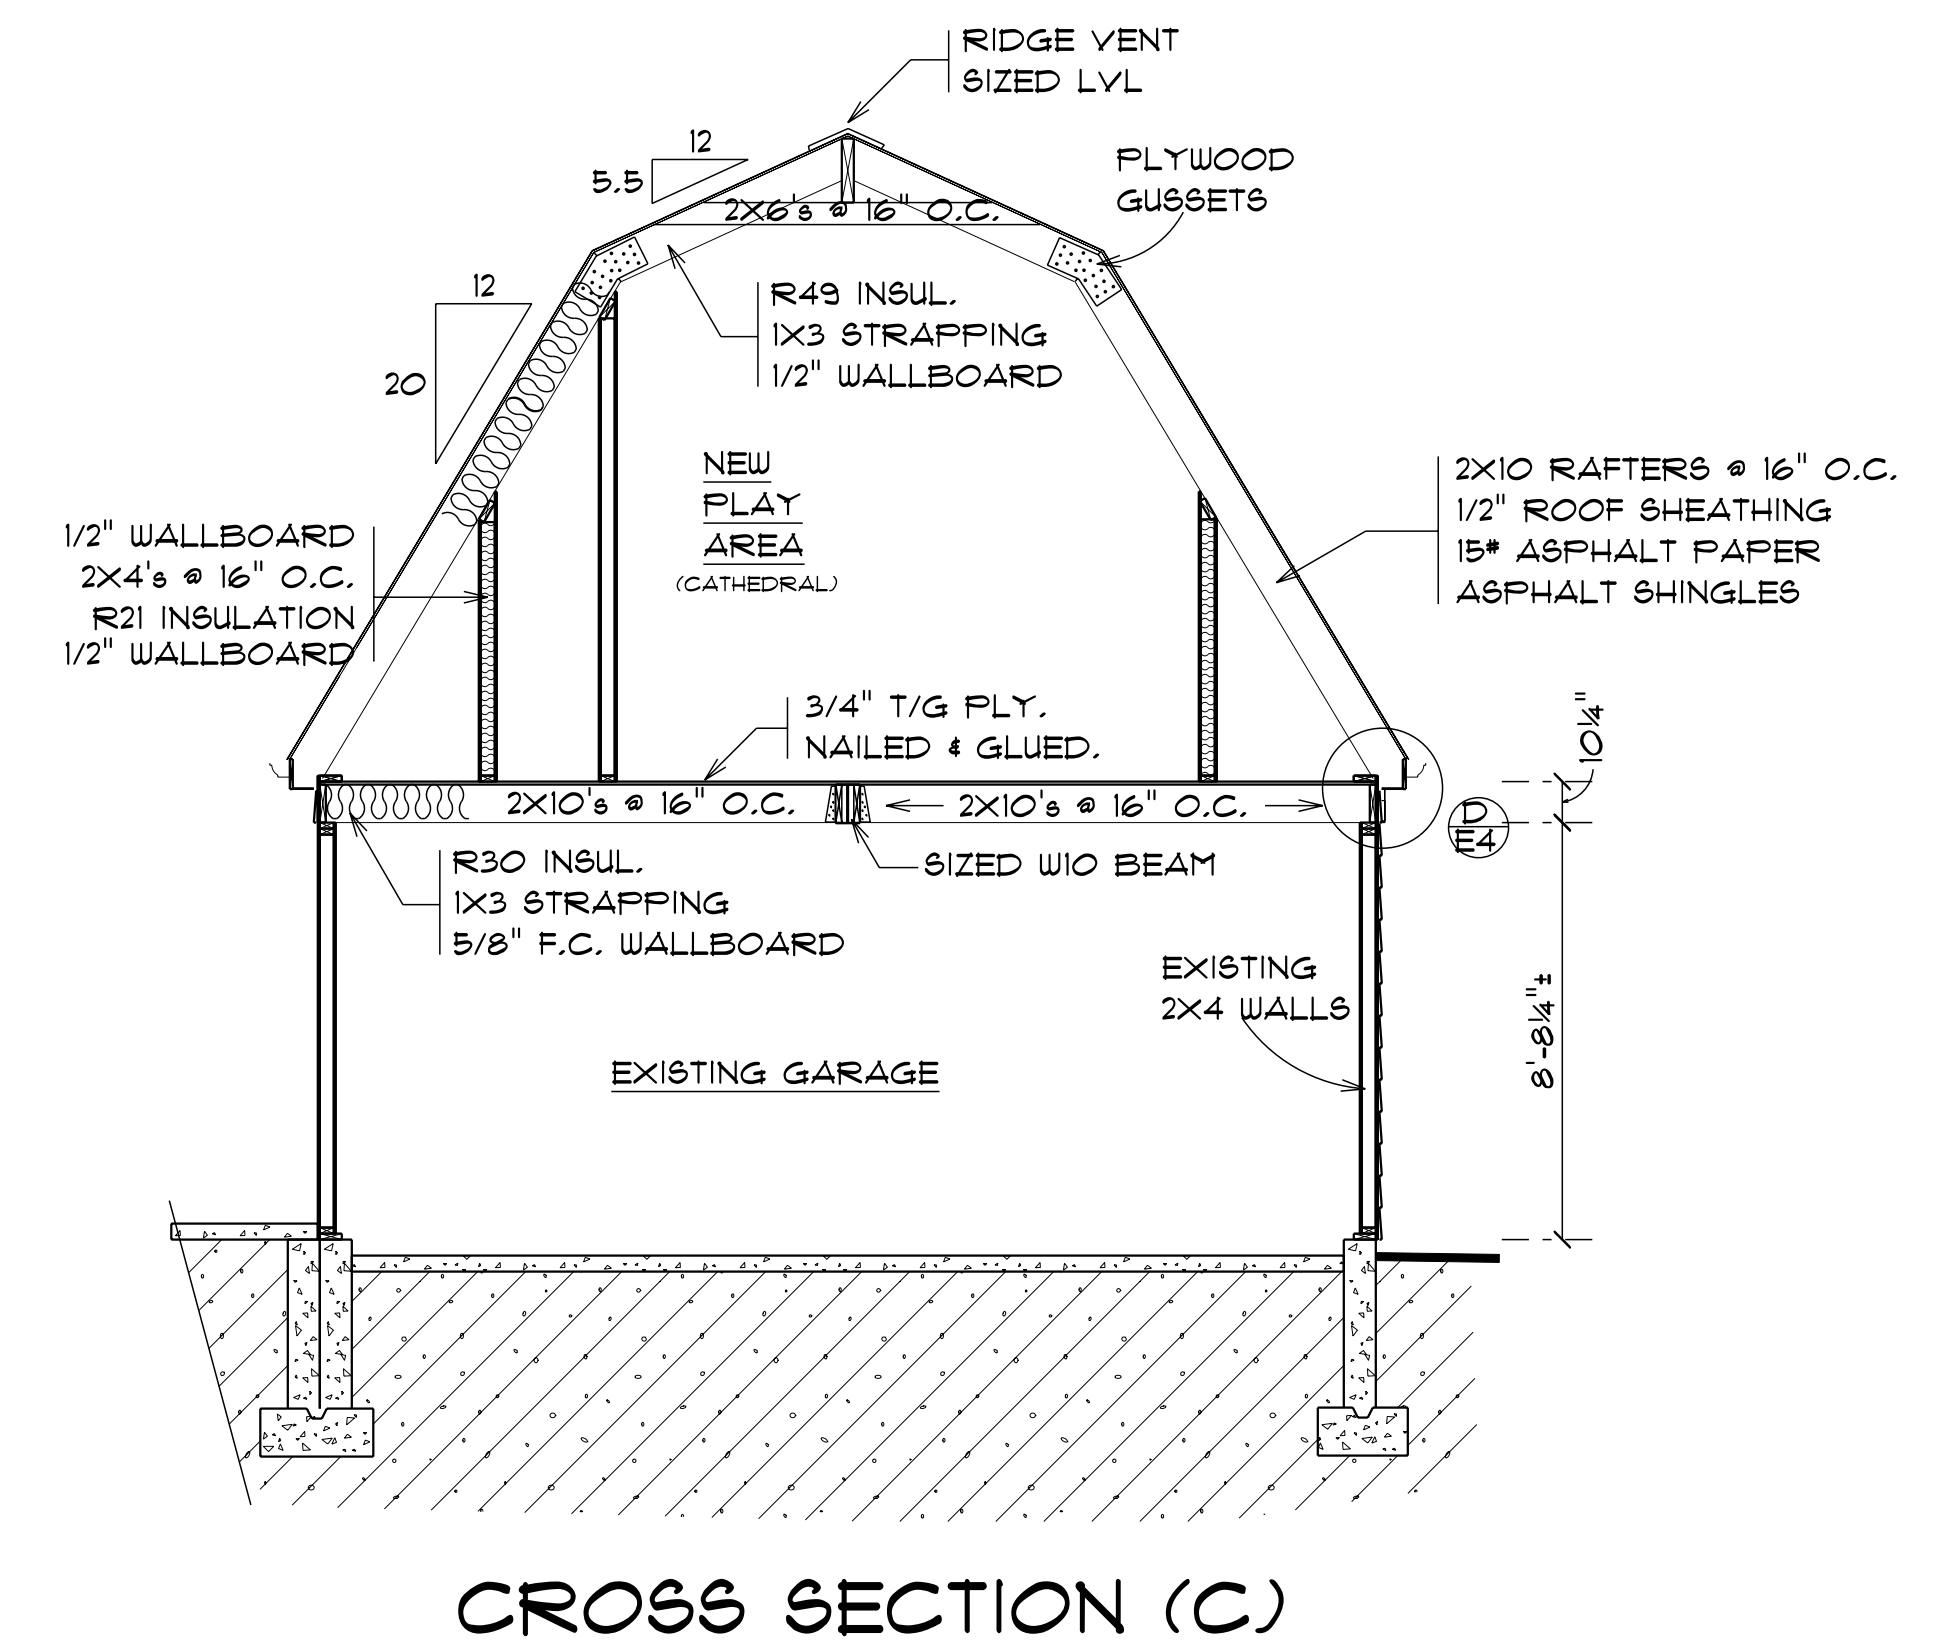 RIDGE VENT
SIZED LVL
12
5.5
PLYWOOD
GUSSETS
2X6's @ 16" O.C.
12
20
R49 INSUL.
1X3 STRAPPING
1/2" WALLBOARD
NEW
PLAY
AREA
(CATHEDRAL)
2X10 RAFTERS @ 16" O.C.
1/2" ROOF SHEATHING
15# ASPHALT PAPER
ASPHALT SHINGLES
1/2" WALLBOARD
2X4's @ 16" O.C.
R21 INSULATION
1/2" WALLBOARD
3/4" T/G PLY.
NAILED & GLUED.
10¼"
2X10's @ 16" O.C.
2X10's @ 16" O.C.
D
E4
R30 INSUL.
1X3 STRAPPING
5/8" F.C. WALLBOARD
SIZED W10 BEAM
EXISTING
2X4 WALLS
8'-8¼"±
EXISTING GARAGE
CROSS SECTION (C)